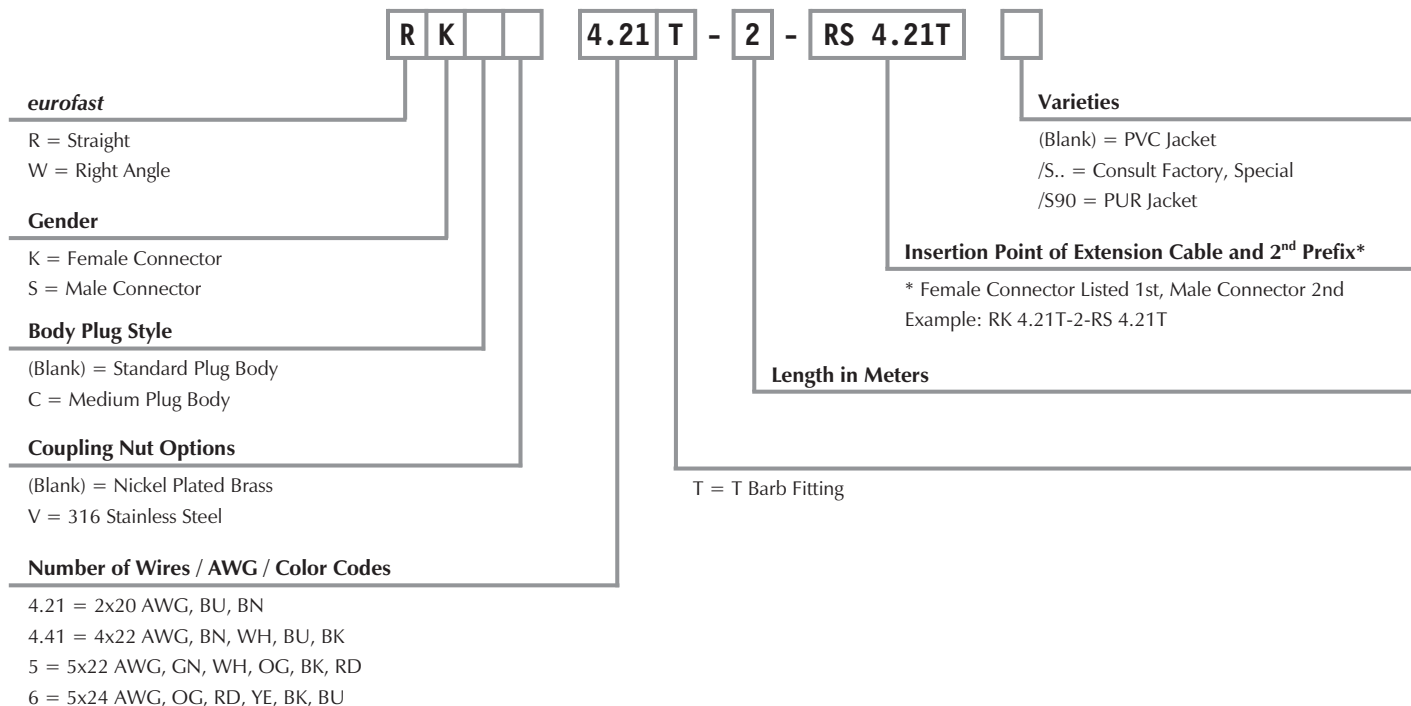 R K 4.21 T - 2 - RS 4.21T
eurofast
R = Straight
W = Right Angle
Gender
K = Female Connector
S = Male Connector
Body Plug Style
(Blank) = Standard Plug Body
C = Medium Plug Body
Coupling Nut Options
(Blank) = Nickel Plated Brass
V = 316 Stainless Steel
Number of Wires / AWG / Color Codes
4.21 = 2x20 AWG, BU, BN
4.41 = 4x22 AWG, BN, WH, BU, BK
5 = 5x22 AWG, GN, WH, OG, BK, RD
6 = 5x24 AWG, OG, RD, YE, BK, BU
Varieties
(Blank) = PVC Jacket
/S.. = Consult Factory, Special
/S90 = PUR Jacket
Insertion Point of Extension Cable and 2nd Prefix*
* Female Connector Listed 1st, Male Connector 2nd
Example: RK 4.21T-2-RS 4.21T
Length in Meters
T = T Barb Fitting